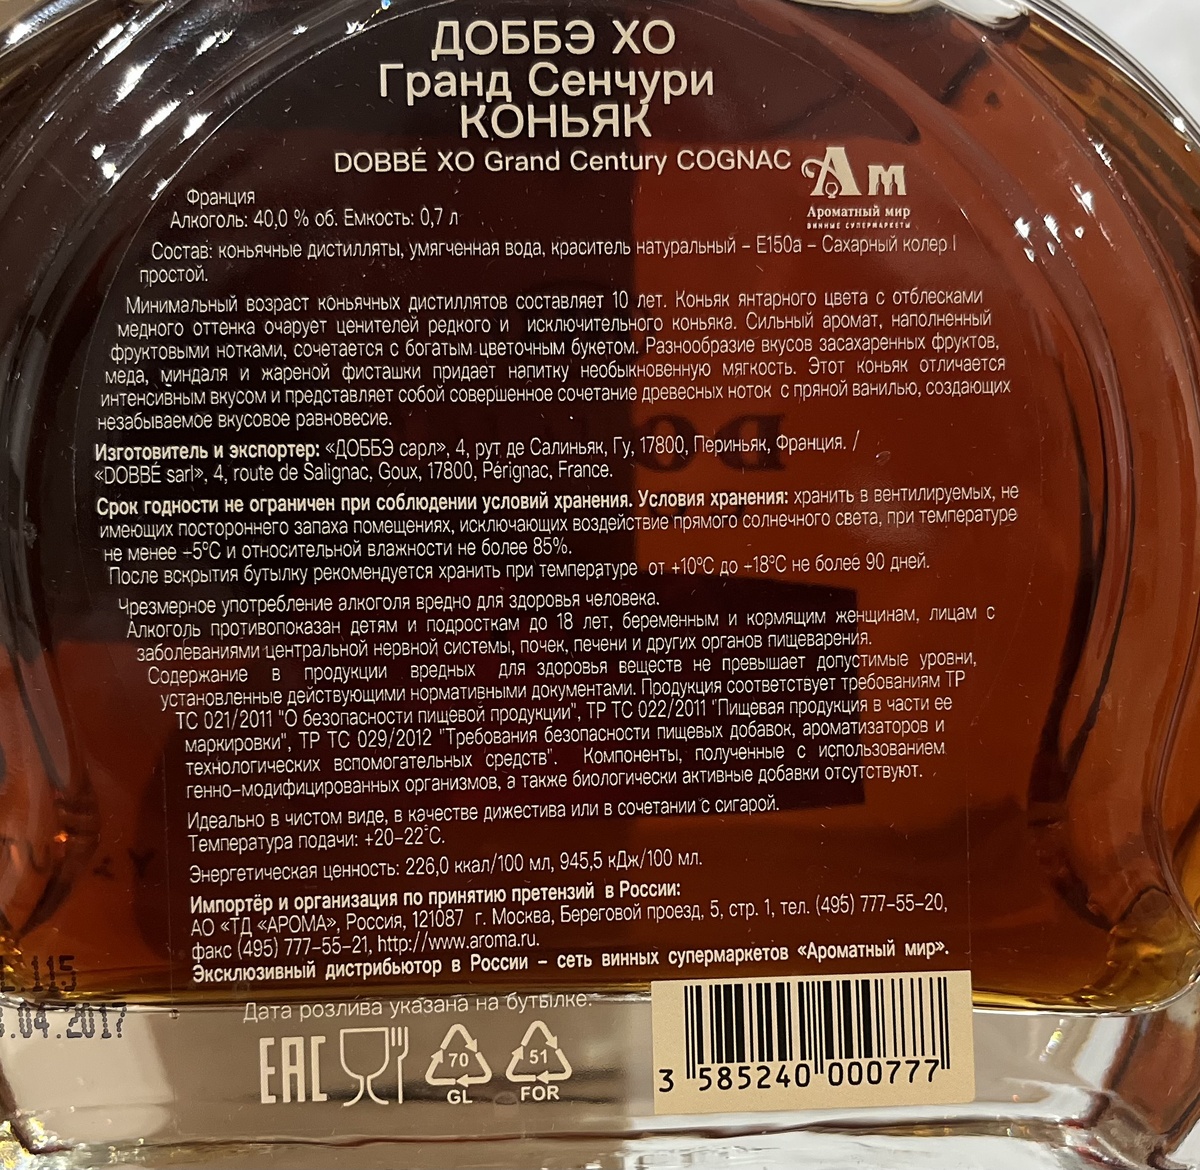 ДОББЭ ХО
Гранд Сенчури
КОНЬЯК
DOBBÉ XO Grand Century COGNAC
Ам
Ароматный мир
ВИННЫЕ СУПЕРМАРКЕТЫ
Франция
Алкоголь: 40,0 % об. Емкость: 0,7 л
Состав: коньячные дистилляты, умягченная вода, краситель натуральный – Е150а – Сахарный колер I
простой.
Минимальный возраст коньячных дистиллятов составляет 10 лет. Коньяк янтарного цвета с отблесками
медного оттенка очарует ценителей редкого и исключительного коньяка. Сильный аромат, наполненный
фруктовыми нотками, сочетается с богатым цветочным букетом. Разнообразие вкусов засахаренных фруктов,
меда, миндаля и жареной фисташки придает напитку необыкновенную мягкость. Этот коньяк отличается
интенсивным вкусом и представляет собой совершенное сочетание древесных ноток с пряной ванилью, создающих
незабываемое вкусовое равновесие.
Изготовитель и экспортер: «ДОББЭ сарл», 4, рут де Салиньяк, Гу, 17800, Периньяк, Франция. /
«DOBBÉ sarl», 4, route de Salignac, Goux, 17800, Pérignac, France.
Срок годности не ограничен при соблюдении условий хранения. Условия хранения: хранить в вентилируемых, не
имеющих постороннего запаха помещениях, исключающих воздействие прямого солнечного света, при температуре
не менее –5°С и относительной влажности не более 85%.
После вскрытия бутылку рекомендуется хранить при температуре от +10°С до +18°С не более 90 дней.
Чрезмерное употребление алкоголя вредно для здоровья человека.
Алкоголь противопоказан детям и подросткам до 18 лет, беременным и кормящим женщинам, лицам с
заболеваниями центральной нервной системы, почек, печени и других органов пищеварения.
Содержание в продукции вредных для здоровья веществ не превышает допустимые уровни,
установленные действующими нормативными документами. Продукция соответствует требованиям ТР
ТС 021/2011 "О безопасности пищевой продукции", ТР ТС 022/2011 "Пищевая продукция в части ее
маркировки", ТР ТС 029/2012 "Требования безопасности пищевых добавок, ароматизаторов и
технологических вспомогательных средств". Компоненты, полученные с использованием
генно–модифицированных организмов, а также биологически активные добавки отсутствуют.
Идеально в чистом виде, в качестве дижестива или в сочетании с сигарой.
Температура подачи: +20–22°С.
Энергетическая ценность: 226,0 ккал/100 мл, 945,5 кДж/100 мл.
Импортёр и организация по принятию претензий в России:
АО «ТД «АРОМА», Россия, 121087 г. Москва, Береговой проезд, 5, стр. 1, тел. (495) 777–55–20,
факс (495) 777–55–21, http://www.aroma.ru.
Эксклюзивный дистрибьютор в России – сеть винных супермаркетов «Ароматный мир».
115
.04.2017
Дата розлива указана на бутылке.
EAC
70
GL
51
FOR
3 585240 000777